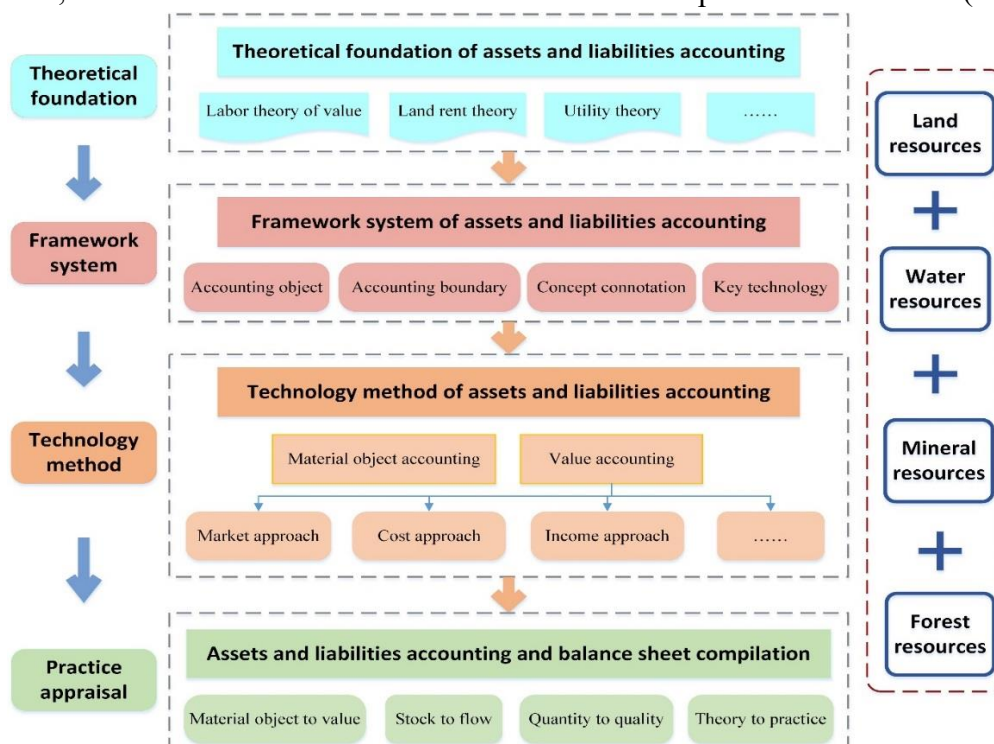 Theoretical
foundation
Theoretical foundation of assets and liabilities accounting
Labor theory of value
Land rent theory
Utility theory
......
Framework
system
Framework system of assets and liabilities accounting
Accounting object
Accounting boundary
Concept connotation
Key technology
Technology
method
Technology method of assets and liabilities accounting
Material object accounting
Value accounting
Market approach
Cost approach
Income approach
......
Practice
appraisal
Assets and liabilities accounting and balance sheet compilation
Material object to value
Stock to flow
Quantity to quality
Theory to practice
Land
resources
+
Water
resources
+
Mineral
resources
+
Forest
resources